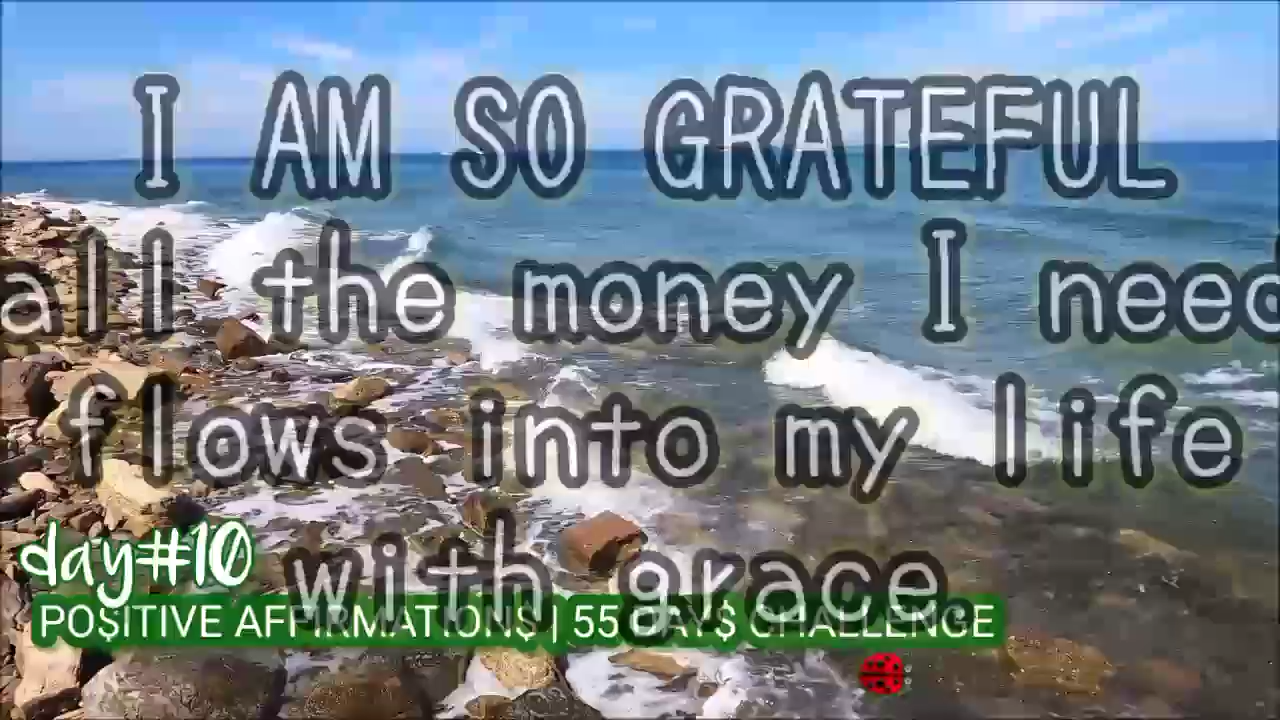 I AM SO GRATEFUL
all the money I need
flows into my life
with grace.
day#10
PO$ITIVE AFFIRMATION$ | 55 DAY$ CHALLENGE